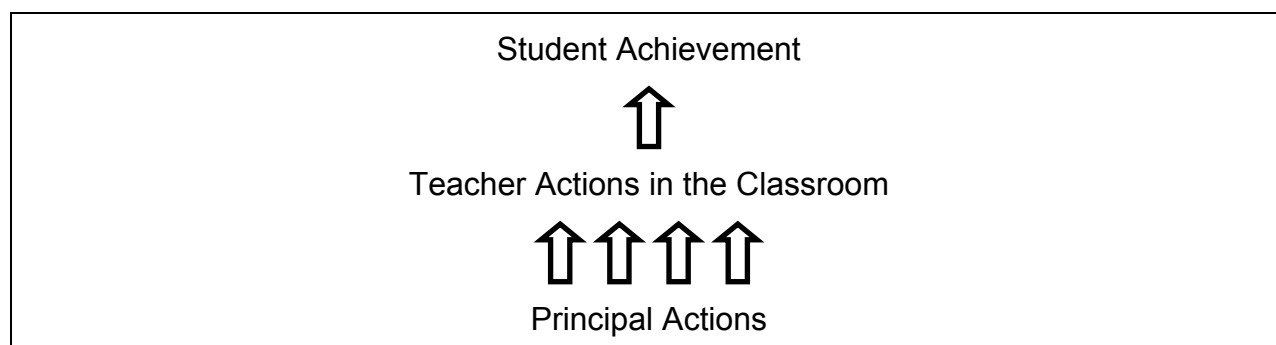 Student Achievement
Teacher Actions in the Classroom
Principal Actions